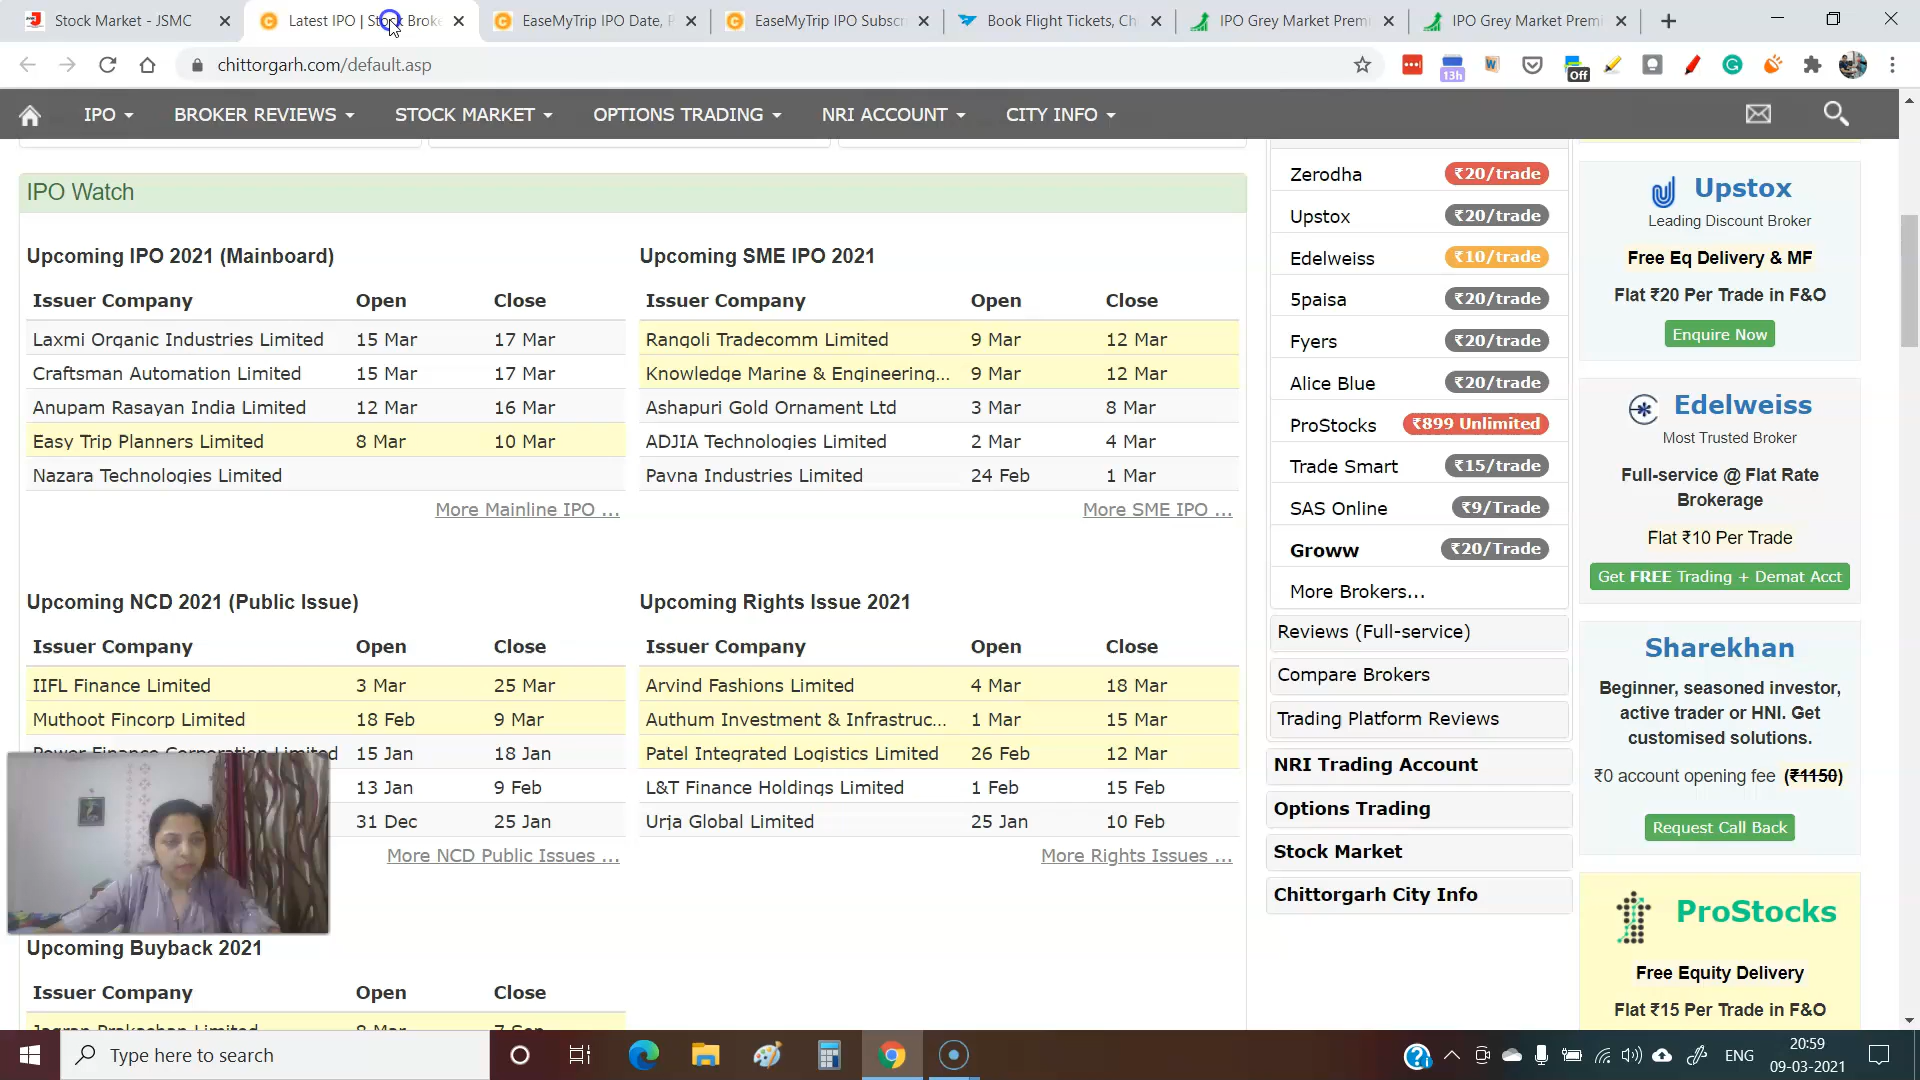 Stock Market - JSMC
Latest IPO | Stock Broke
EaseMyTrip IPO Date, P
EaseMyTrip IPO Subscr
Book Flight Tickets, Ch
IPO Grey Market Premi
IPO Grey Market Premi
chittorgarh.com/default.asp
13h
Off
IPO
BROKER REVIEWS
STOCK MARKET
OPTIONS TRADING
NRI ACCOUNT
CITY INFO
IPO Watch
Upcoming IPO 2021 (Mainboard)
Issuer Company Open Close
Laxmi Organic Industries Limited 15 Mar 17 Mar
Craftsman Automation Limited 15 Mar 17 Mar
Anupam Rasayan India Limited 12 Mar 16 Mar
Easy Trip Planners Limited 8 Mar 10 Mar
Nazara Technologies Limited
More Mainline IPO ...
Upcoming SME IPO 2021
Issuer Company Open Close
Rangoli Tradecomm Limited 9 Mar 12 Mar
Knowledge Marine & Engineering... 9 Mar 12 Mar
Ashapuri Gold Ornament Ltd 3 Mar 8 Mar
ADJIA Technologies Limited 2 Mar 4 Mar
Pavna Industries Limited 24 Feb 1 Mar
More SME IPO ...
Upcoming NCD 2021 (Public Issue)
Issuer Company Open Close
IIFL Finance Limited 3 Mar 25 Mar
Muthoot Fincorp Limited 18 Feb 9 Mar
Power Finance Corporation Limited 15 Jan 18 Jan
13 Jan 9 Feb
31 Dec 25 Jan
More NCD Public Issues ...
Upcoming Rights Issue 2021
Issuer Company Open Close
Arvind Fashions Limited 4 Mar 18 Mar
Authum Investment & Infrastruc... 1 Mar 15 Mar
Patel Integrated Logistics Limited 26 Feb 12 Mar
L&T Finance Holdings Limited 1 Feb 15 Feb
Urja Global Limited 25 Jan 10 Feb
More Rights Issues ...
Upcoming Buyback 2021
Issuer Company Open Close
Jagran Prakashan Limited 8 Mar 7 Sep
Zerodha ₹20/trade
Upstox ₹20/trade
Edelweiss ₹10/trade
5paisa ₹20/trade
Fyers ₹20/trade
Alice Blue ₹20/trade
ProStocks ₹899 Unlimited
Trade Smart ₹15/trade
SAS Online ₹9/Trade
Groww ₹20/Trade
More Brokers...
Reviews (Full-service)
Compare Brokers
Trading Platform Reviews
NRI Trading Account
Options Trading
Stock Market
Chittorgarh City Info
Upstox
Leading Discount Broker
Free Eq Delivery & MF
Flat ₹20 Per Trade in F&O
Enquire Now
Edelweiss
Most Trusted Broker
Full-service @ Flat Rate
Brokerage
Flat ₹10 Per Trade
Get FREE Trading + Demat Acct
Sharekhan
Beginner, seasoned investor,
active trader or HNI. Get
customised solutions.
₹0 account opening fee (₹1150)
Request Call Back
ProStocks
Free Equity Delivery
Flat ₹15 Per Trade in F&O
Type here to search
ENG
20:59
09-03-2021